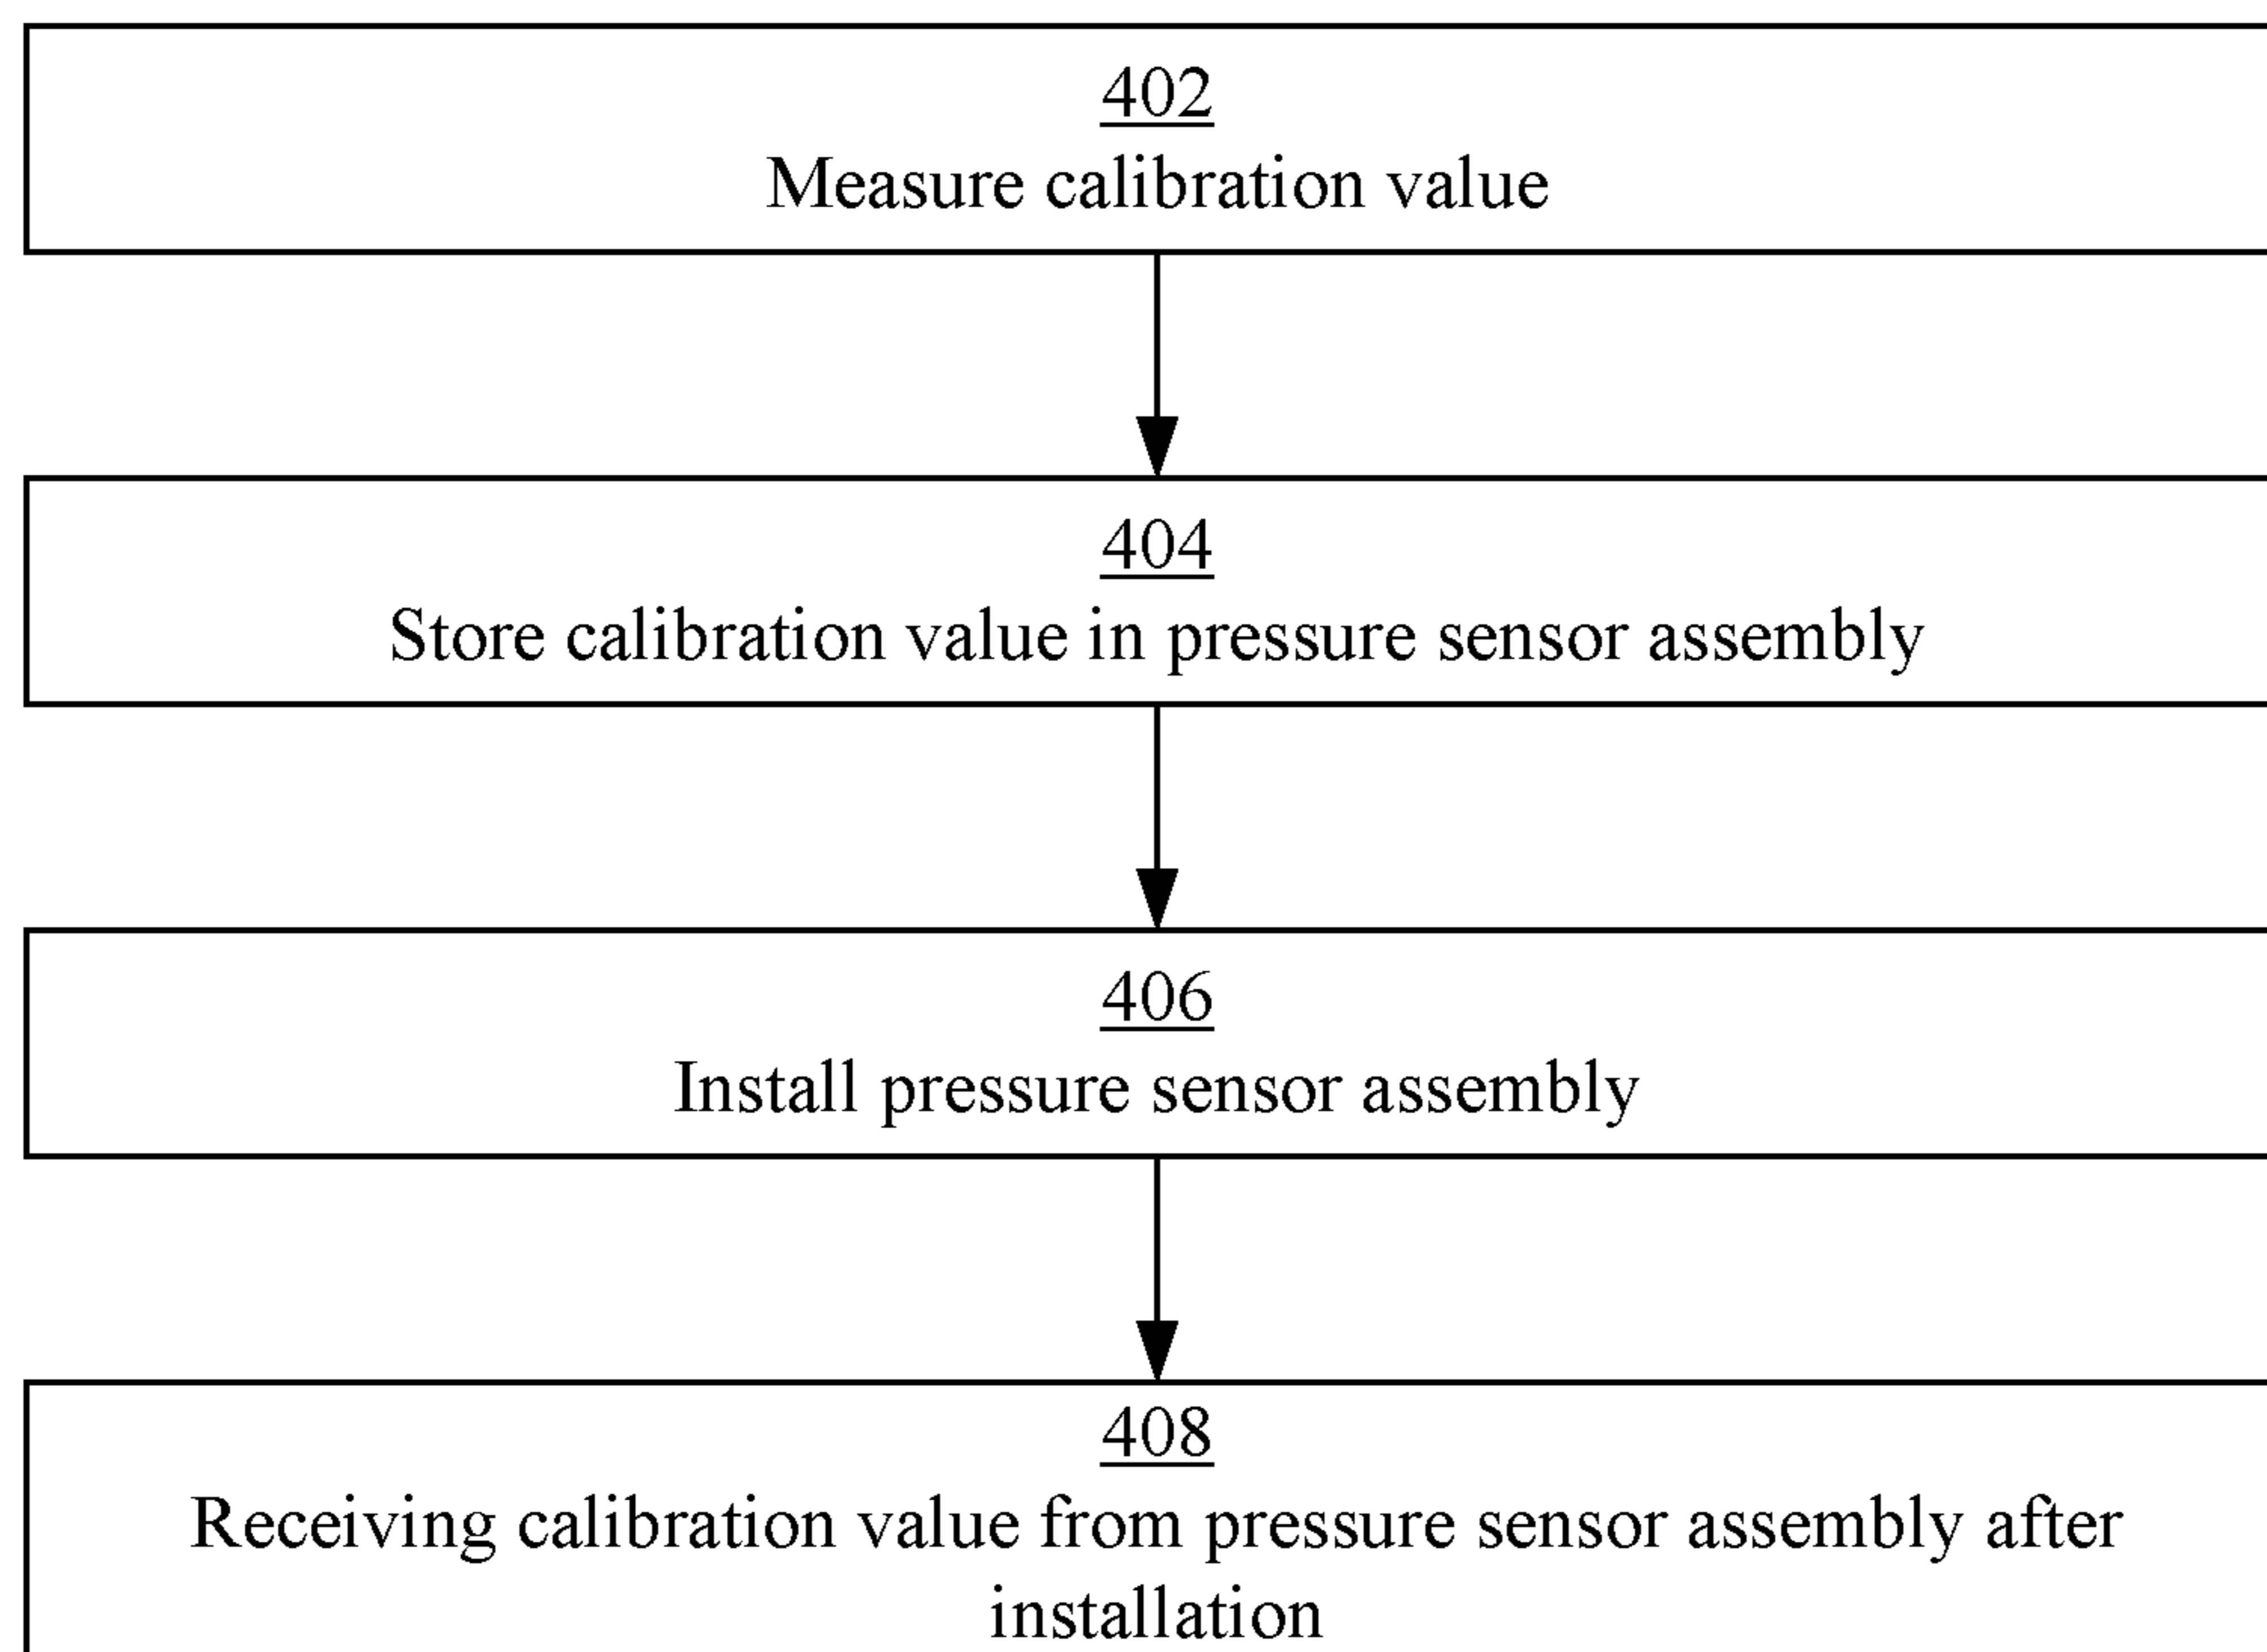 402
Measure calibration value
404
Store calibration value in pressure sensor assembly
406
Install pressure sensor assembly
408
Receiving calibration value from pressure sensor assembly after
installation